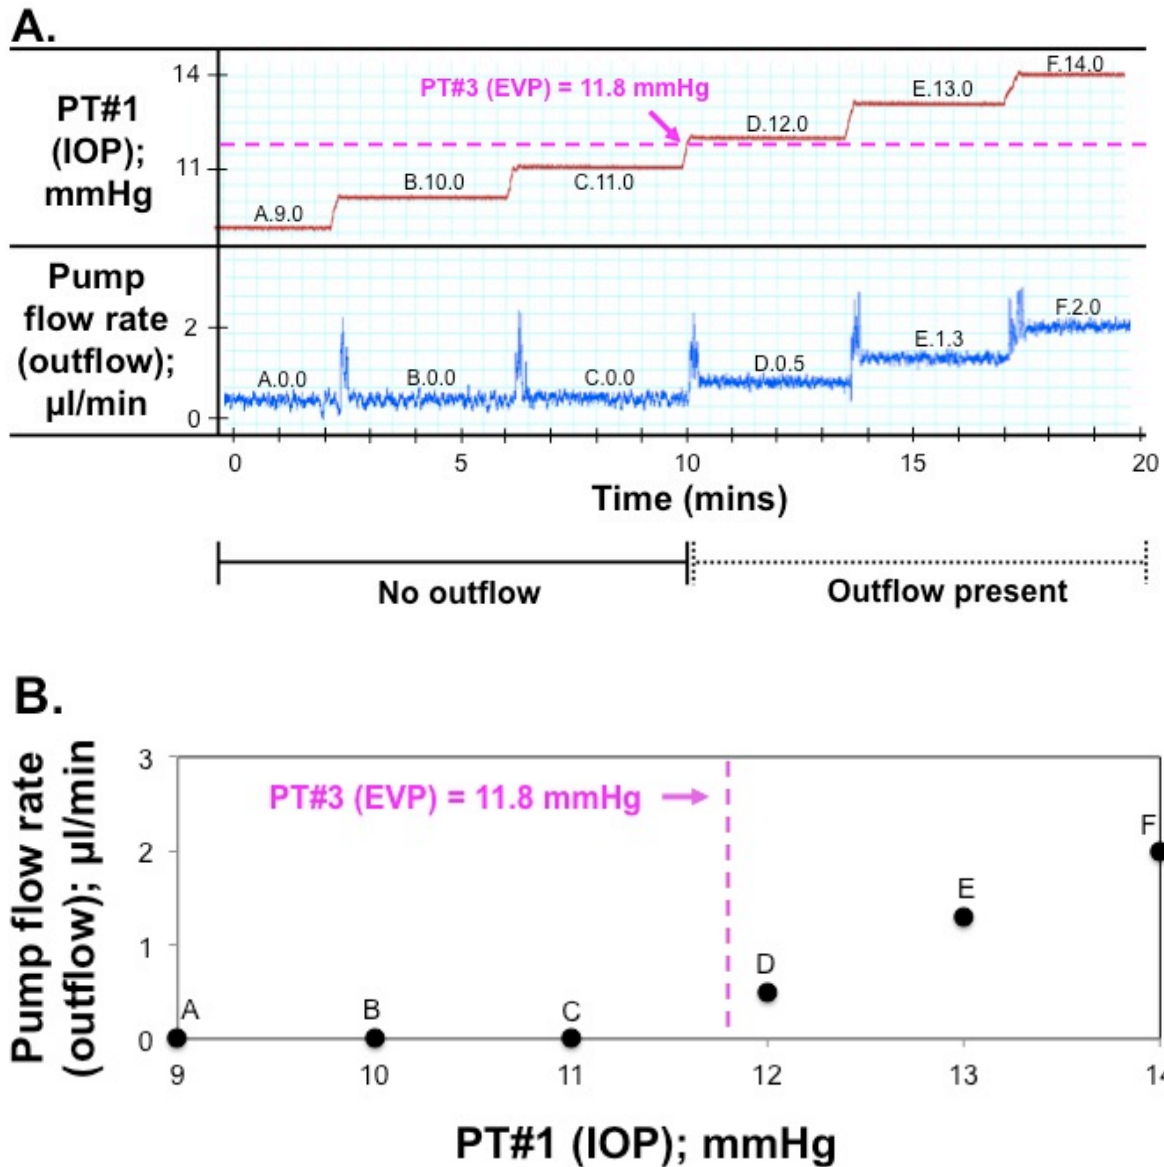 A.
PT#1
(IOP);
mmHg
14
11
PT#3 (EVP) = 11.8 mmHg
A.9.0
B.10.0
C.11.0
D.12.0
E.13.0
F.14.0
Pump
flow rate
(outflow);
µl/min
2
0
A.0.0
B.0.0
C.0.0
D.0.5
E.1.3
F.2.0
0 5 10 15 20
Time (mins)
No outflow
Outflow present
B.
Pump flow rate
(outflow); µl/min
3
2
1
0
PT#3 (EVP) = 11.8 mmHg
A
B
C
D
E
F
9 10 11 12 13 14
PT#1 (IOP); mmHg